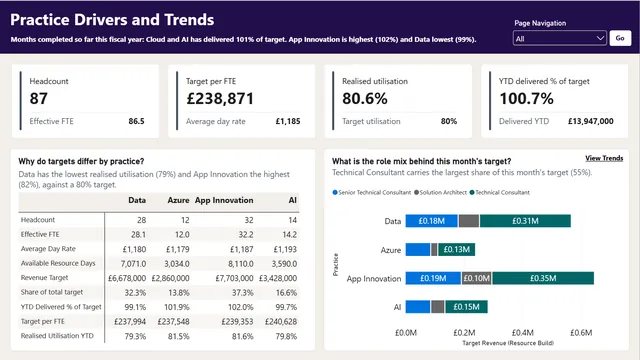 Practice Drivers and Trends
Months completed so far this fiscal year: Cloud and AI has delivered 101% of target. App Innovation is highest (102%) and Data lowest (99%).
Page Navigation
All
Go
Headcount
87
Effective FTE 86.5
Target per FTE
£238,871
Average day rate £1,185
Realised utilisation
80.6%
Target utilisation 80%
YTD delivered % of target
100.7%
Delivered YTD £13,947,000
Why do targets differ by practice?
Data has the lowest realised utilisation (79%) and App Innovation the highest
(82%), against a 80% target.
Data Azure App Innovation AI
Headcount 28 12 32 14
Effective FTE 28.1 12.0 32.2 14.2
Average Day Rate £1,180 £1,179 £1,187 £1,193
Available Resource Days 7,071.0 3,034.0 8,110.0 3,590.0
Revenue Target £6,678,000 £2,860,000 £7,703,000 £3,428,000
Share of total target 32.3% 13.8% 37.3% 16.6%
YTD Delivered % of Target 99.1% 101.9% 102.0% 99.7%
Target per FTE £237,994 £237,548 £239,353 £240,628
Realised Utilisation YTD 79.3% 81.5% 81.6% 79.8%
What is the role mix behind this month's target?
View Trends
Technical Consultant carries the largest share of this month's target (55%).
Senior Technical Consultant Solution Architect Technical Consultant
Practice
Data £0.18M £0.31M
Azure £0.13M
App Innovation £0.19M £0.10M £0.35M
AI £0.15M
£0.0M £0.2M £0.4M £0.6M
Target Revenue (Resource Build)